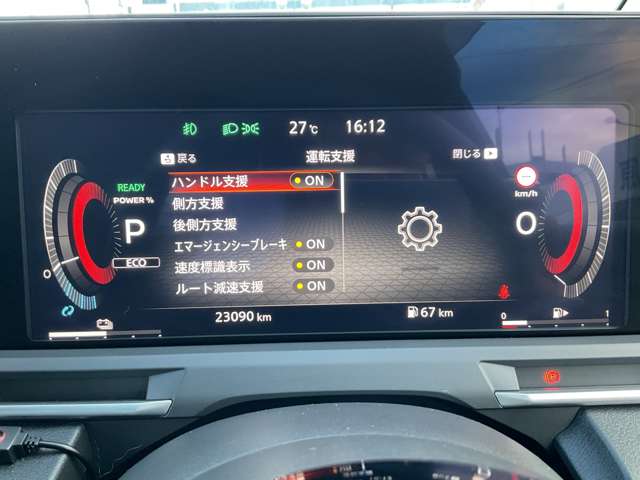 27℃ 16:12
戻る 運転支援 閉じる
READY
POWER %
P
ECO
0
ハンドル支援 ON
側方支援
後側方支援
エマージェンシーブレーキ ON
速度標識表示 ON
ルート減速支援 ON
km/h
0
23090 km
67 km
0 1